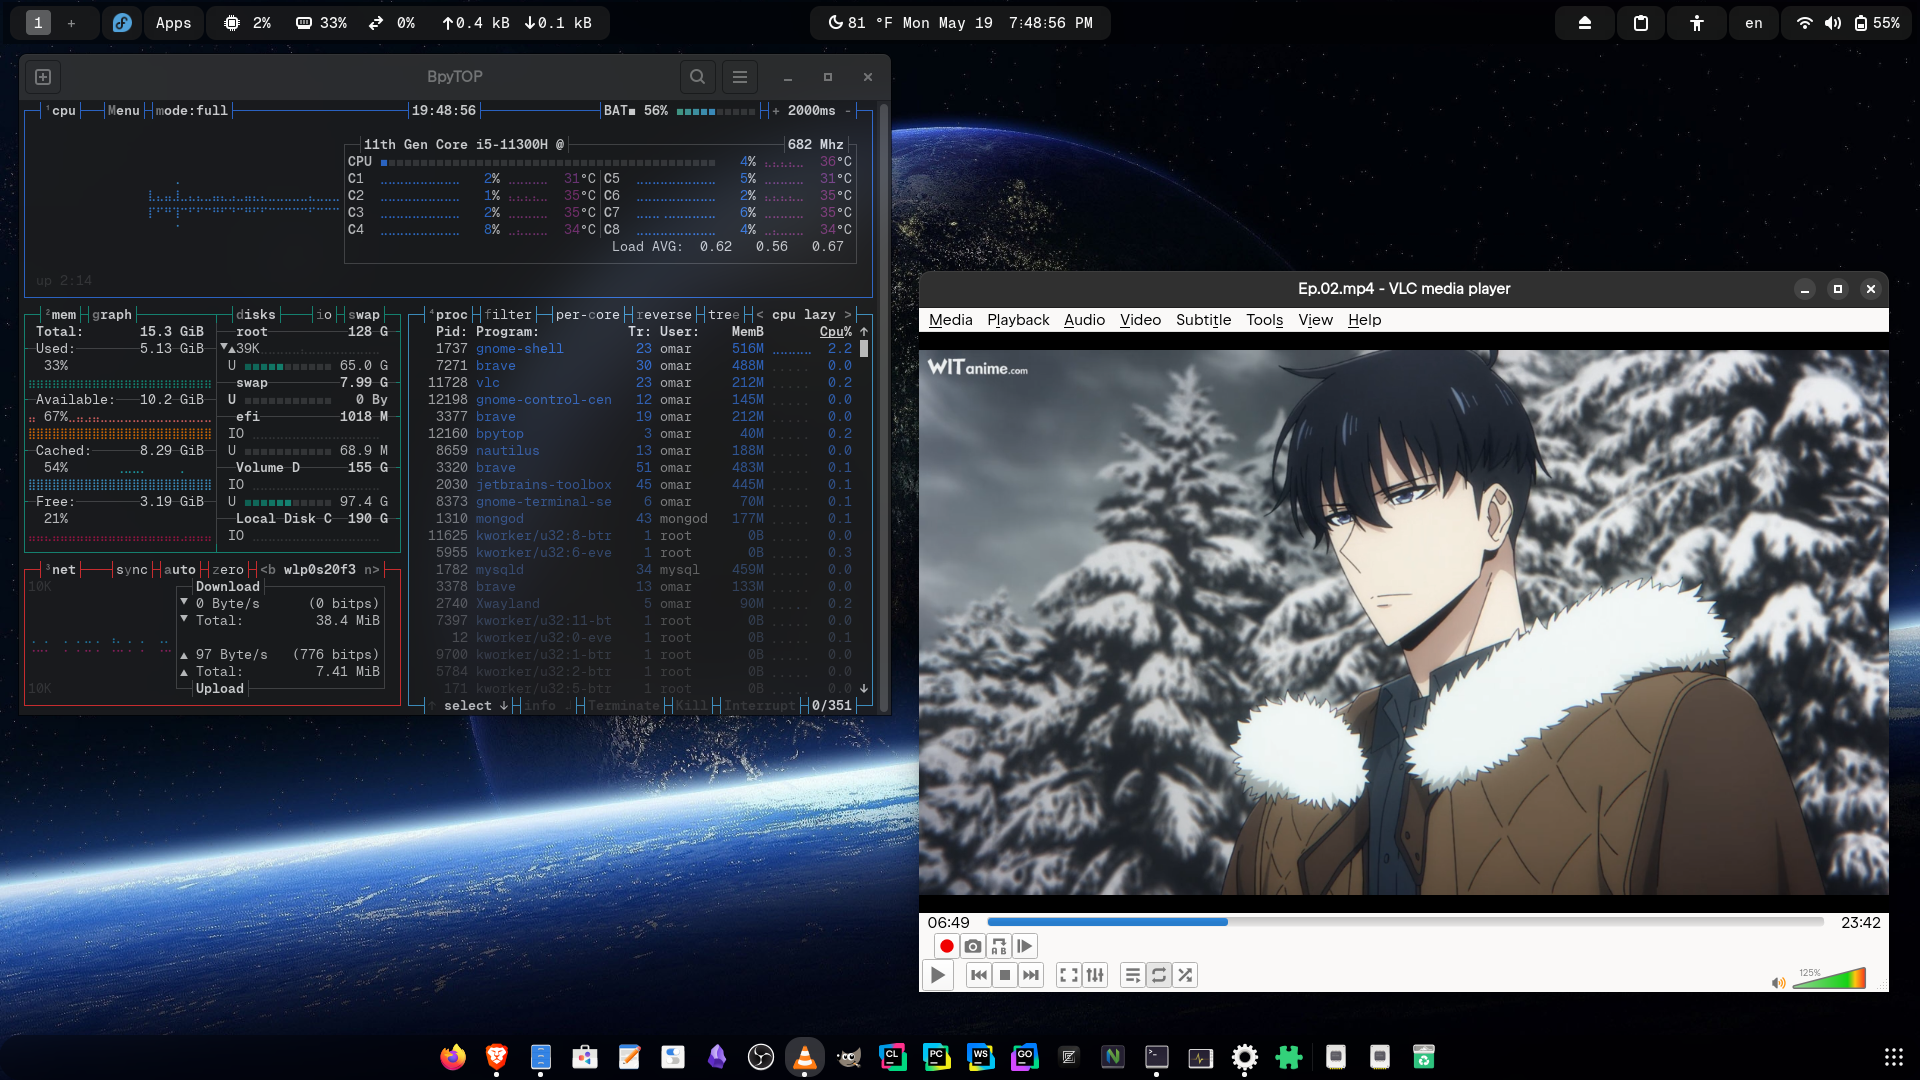 1 + Apps 2% 33% 0% ↑0.4 kB ↓0.1 kB
81 °F Mon May 19 7:48:56 PM
en 55%
BpyTOP
¹cpu Menu mode:full 19:48:56 BAT■ 56% + 2000ms -
11th Gen Core i5-11300H @ 682 Mhz
CPU 4% 36°C
C1 2% 31°C C5 5% 31°C
C2 1% 35°C C6 2% 35°C
C3 2% 35°C C7 6% 35°C
C4 8% 34°C C8 4% 34°C
Load AVG: 0.62 0.56 0.67
up 2:14
²mem graph disks io swap
Total: 15.3 GiB root 128 G
Used: 5.13 GiB ▼▲39K
33% U 65.0 G
swap 7.99 G
Available: 10.2 GiB U 0 By
67% efi 1018 M
IO
Cached: 8.29 GiB U 68.9 M
54% Volume D 155 G
IO
Free: 3.19 GiB U 97.4 G
21% Local Disk C 190 G
IO
³net sync auto zero <b wlp0s20f3 n>
10K Download
▼ 0 Byte/s (0 bitps)
▼ Total: 38.4 MiB
▲ 97 Byte/s (776 bitps)
▲ Total: 7.41 MiB
10K Upload
⁴proc filter per-core reverse tree < cpu lazy >
Pid: Program: Tr: User: MemB Cpu% ↑
1737 gnome-shell 23 omar 516M 2.2
7271 brave 30 omar 488M 0.0
11728 vlc 23 omar 212M 0.2
12198 gnome-control-cen 12 omar 145M 0.0
3377 brave 19 omar 212M 0.0
12160 bpytop 3 omar 40M 0.2
8659 nautilus 13 omar 188M 0.0
3320 brave 51 omar 483M 0.1
2030 jetbrains-toolbox 45 omar 445M 0.1
8373 gnome-terminal-se 6 omar 70M 0.1
1310 mongod 43 mongod 177M 0.1
11625 kworker/u32:8-btr 1 root 0B 0.0
5955 kworker/u32:6-eve 1 root 0B 0.3
1782 mysqld 34 mysql 459M 0.0
3378 brave 13 omar 133M 0.0
2740 Xwayland 5 omar 90M 0.2
7397 kworker/u32:11-bt 1 root 0B 0.0
12 kworker/u32:0-eve 1 root 0B 0.1
9700 kworker/u32:1-btr 1 root 0B 0.0
5784 kworker/u32:2-btr 1 root 0B 0.0
171 kworker/u32:5-btr 1 root 0B 0.0 ↓
↑ select ↓ info ↲ Terminate Kill Interrupt 0/351
Ep.02.mp4 - VLC media player
Media Playback Audio Video Subtitle Tools View Help
WITanime.com
06:49 23:42
A B
125%
CL PC WS GO